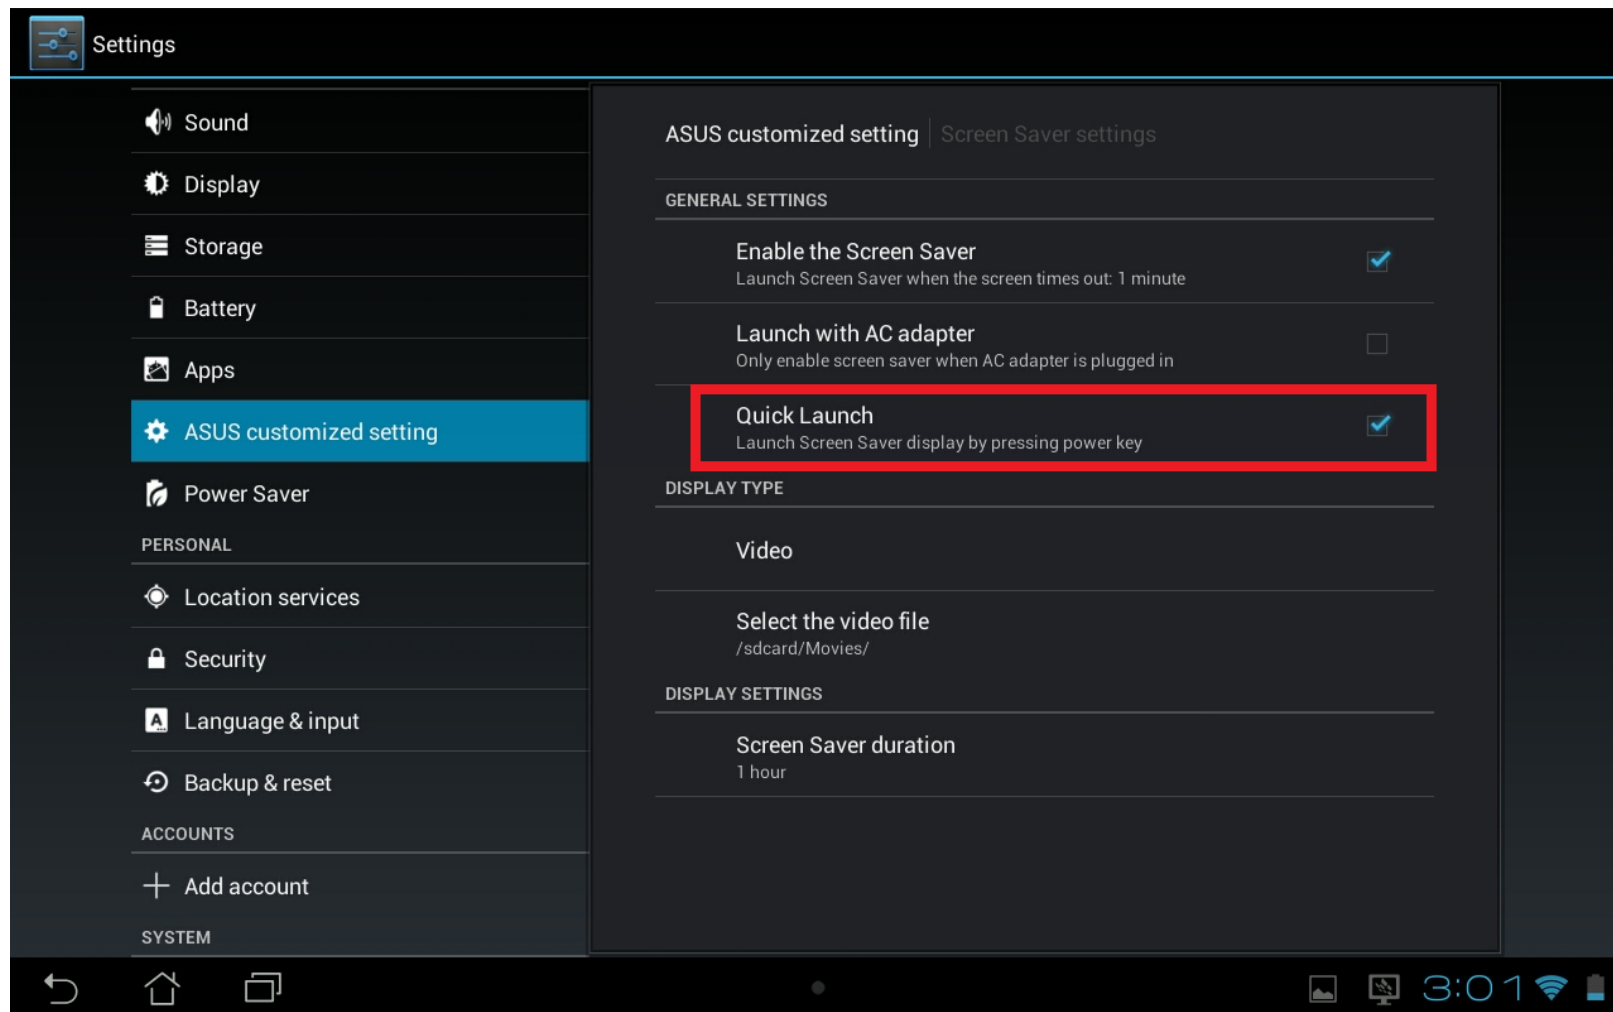 Settings
Sound
Display
Storage
Battery
Apps
ASUS customized setting
Power Saver
PERSONAL
Location services
Security
Language & input
Backup & reset
ACCOUNTS
Add account
SYSTEM
ASUS customized setting Screen Saver settings
GENERAL SETTINGS
Enable the Screen Saver
Launch Screen Saver when the screen times out: 1 minute
Launch with AC adapter
Only enable screen saver when AC adapter is plugged in
Quick Launch
Launch Screen Saver display by pressing power key
DISPLAY TYPE
Video
Select the video file
/sdcard/Movies/
DISPLAY SETTINGS
Screen Saver duration
1 hour
3:01